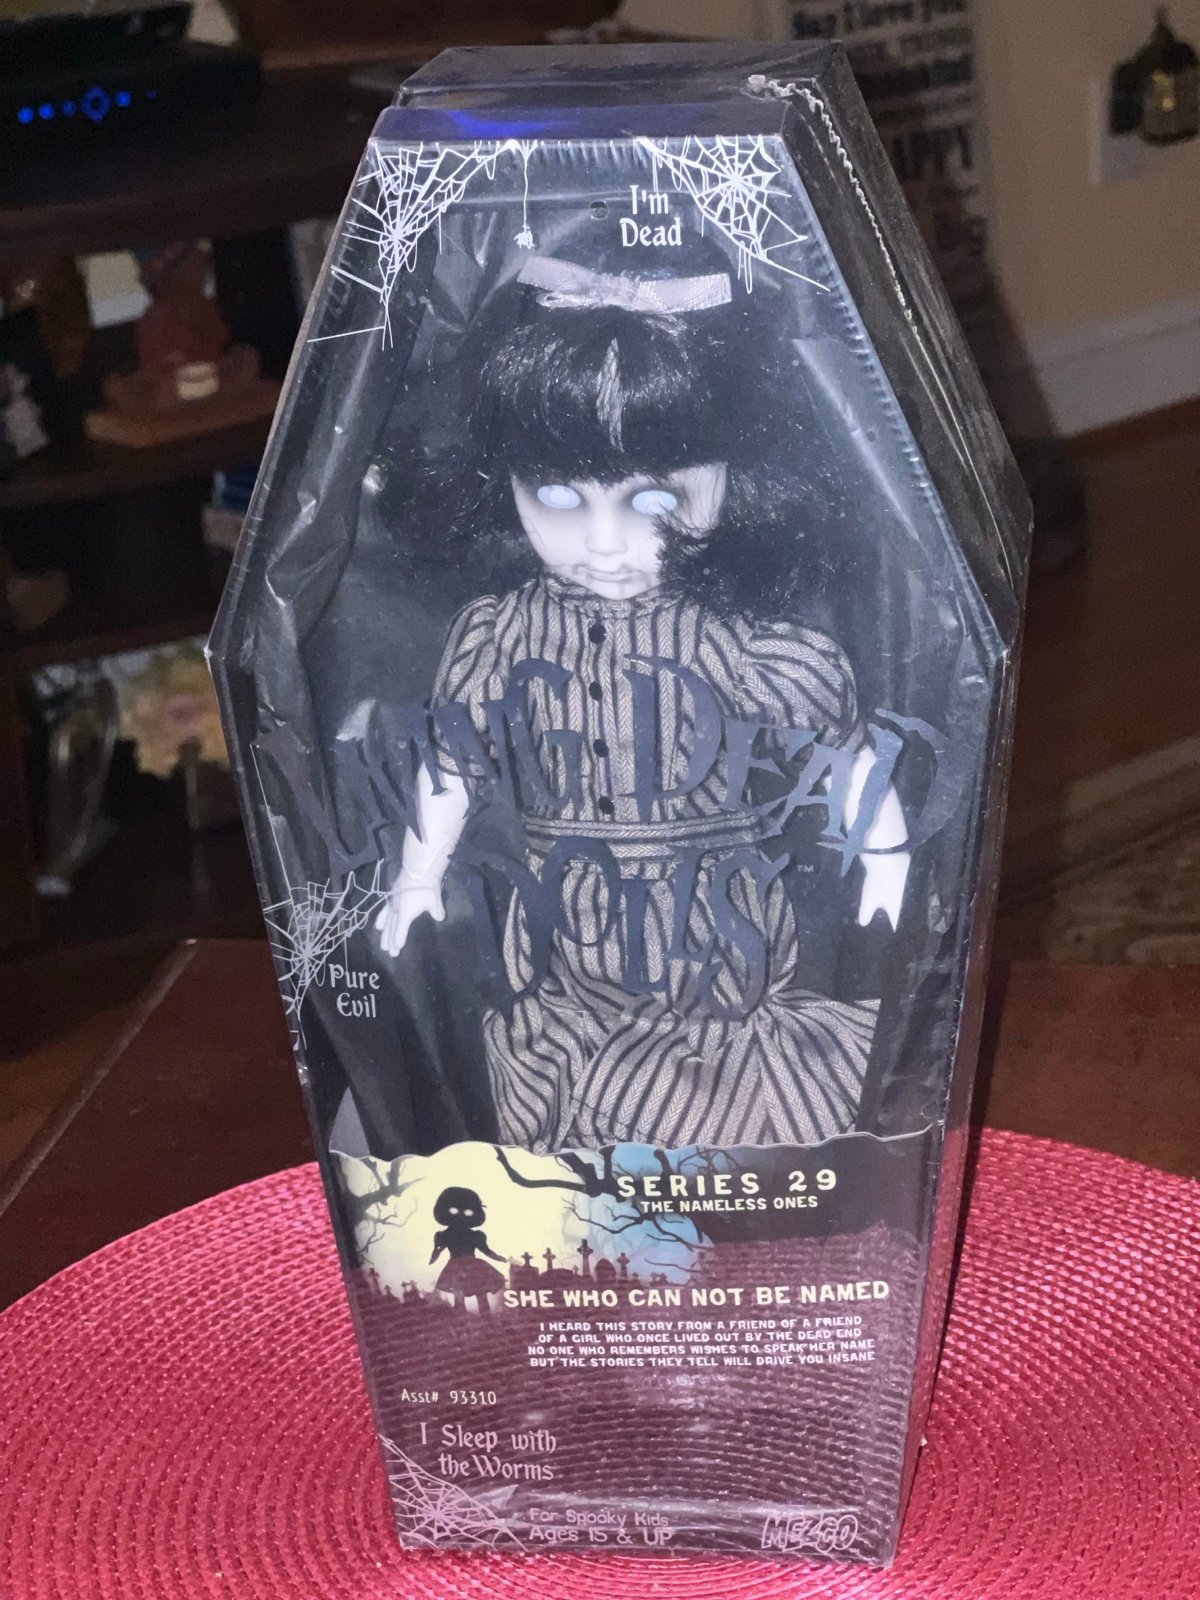 I'm
Dead
LIVING DEAD
DOLLS™
Pure
Evil
SERIES 29
THE NAMELESS ONES
SHE WHO CAN NOT BE NAMED
I HEARD THIS STORY FROM A FRIEND OF A FRIEND
OF A GIRL WHO ONCE LIVED OUT BY THE DEAD END
NO ONE WHO REMEMBERS WISHES TO SPEAK HER NAME
BUT THE STORIES THEY TELL WILL DRIVE YOU INSANE
Asst# 93310
I Sleep with
the Worms
For Spooky Kids
Ages 15 & UP
MEZCO